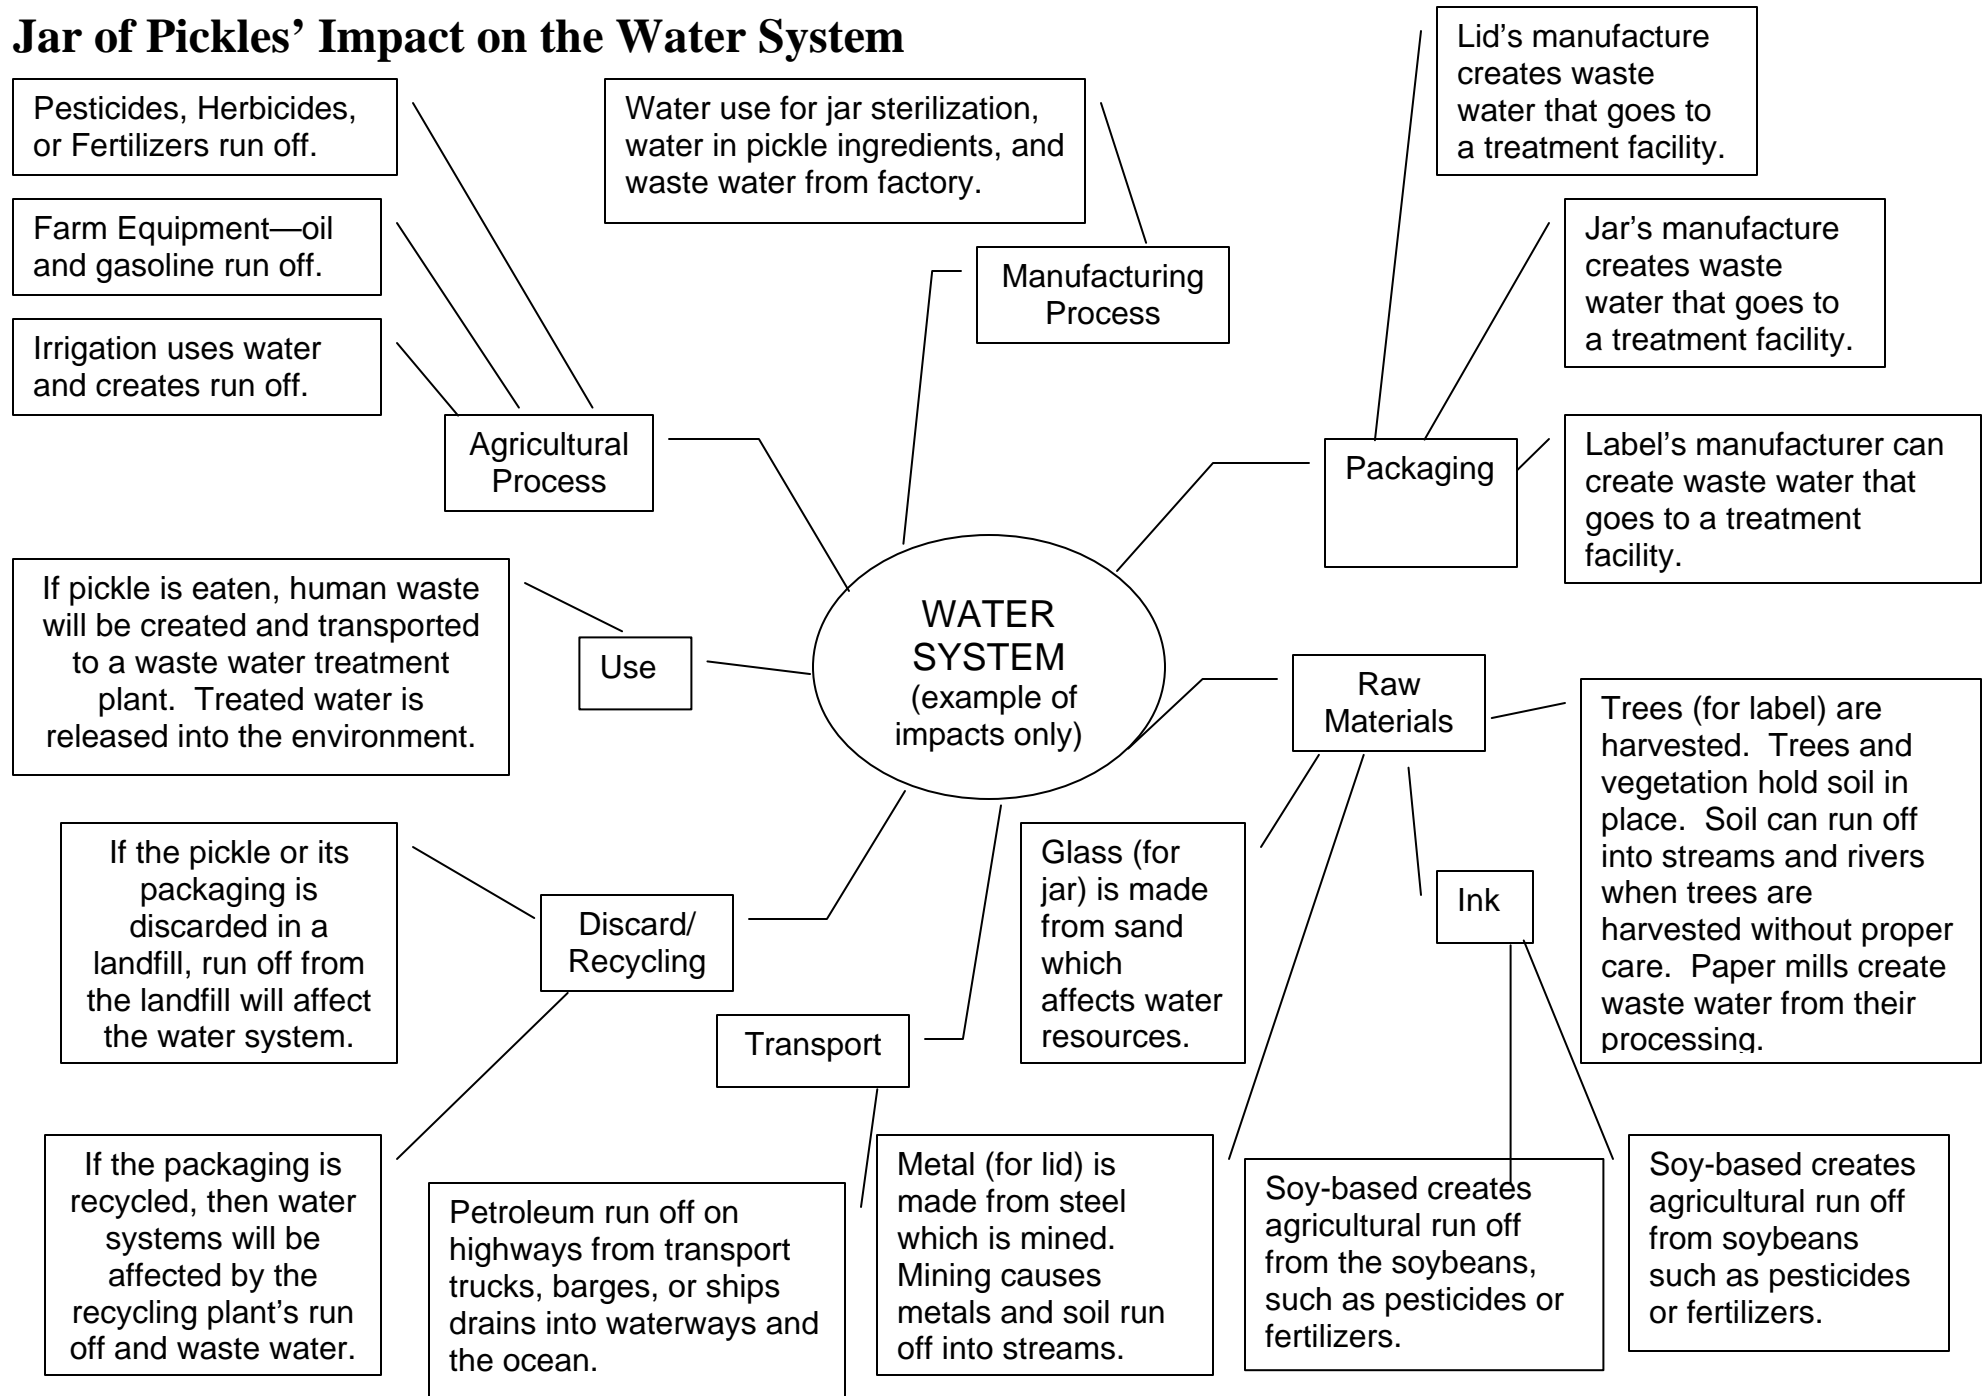 Jar of Pickles’ Impact on the Water System
Pesticides, Herbicides,
or Fertilizers run off.
Farm Equipment—oil
and gasoline run off.
Irrigation uses water
and creates run off.
Agricultural
Process
Water use for jar sterilization,
water in pickle ingredients, and
waste water from factory.
Manufacturing
Process
Lid’s manufacture
creates waste
water that goes to
a treatment facility.
Jar’s manufacture
creates waste
water that goes to
a treatment facility.
Label’s manufacturer can
create waste water that
goes to a treatment
facility.
Packaging
If pickle is eaten, human waste
will be created and transported
to a waste water treatment
plant.  Treated water is
released into the environment.
Use
WATER
SYSTEM
(example of
impacts only)
Raw
Materials
Trees (for label) are
harvested.  Trees and
vegetation hold soil in
place.  Soil can run off
into streams and rivers
when trees are
harvested without proper
care.  Paper mills create
waste water from their
processing.
If the pickle or its
packaging is
discarded in a
landfill, run off from
the landfill will affect
the water system.
Discard/
Recycling
Transport
Glass (for
jar) is made
from sand
which
affects water
resources.
Ink
If the packaging is
recycled, then water
systems will be
affected by the
recycling plant’s run
off and waste water.
Petroleum run off on
highways from transport
trucks, barges, or ships
drains into waterways and
the ocean.
Metal (for lid) is
made from steel
which is mined.
Mining causes
metals and soil run
off into streams.
Soy-based creates
agricultural run off
from the soybeans,
such as pesticides or
fertilizers.
Soy-based creates
agricultural run off
from soybeans
such as pesticides
or fertilizers.